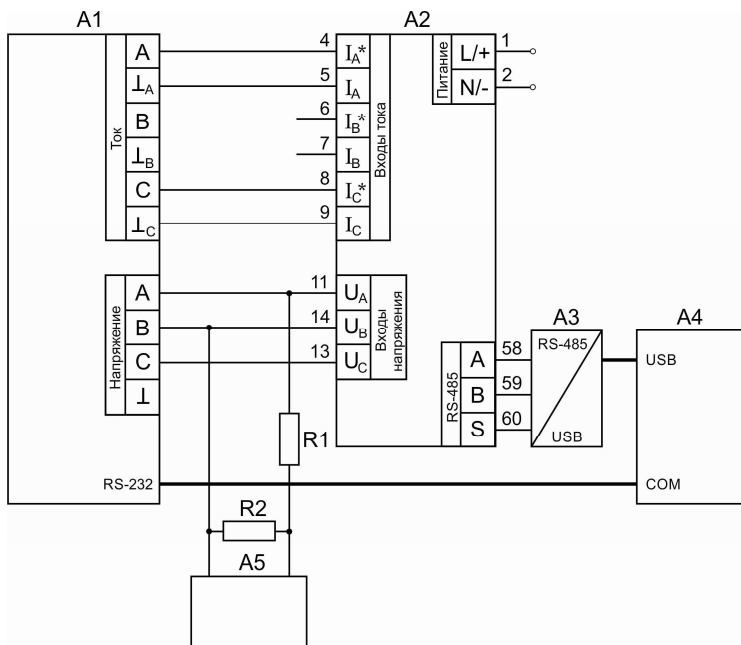 A1
A2
Ток
A
⊥A
B
⊥B
C
⊥C
4
5
6
7
8
9
IA*
IA
IB*
IB
IC*
IC
Входы тока
Питание
L/+
N/-
1
2
Напряжение
A
B
C
⊥
11
14
13
UA
UB
UC
Входы
напряжения
RS-485
A
B
S
58
59
60
A3
RS-485
USB
A4
USB
COM
RS-232
R1
R2
A5